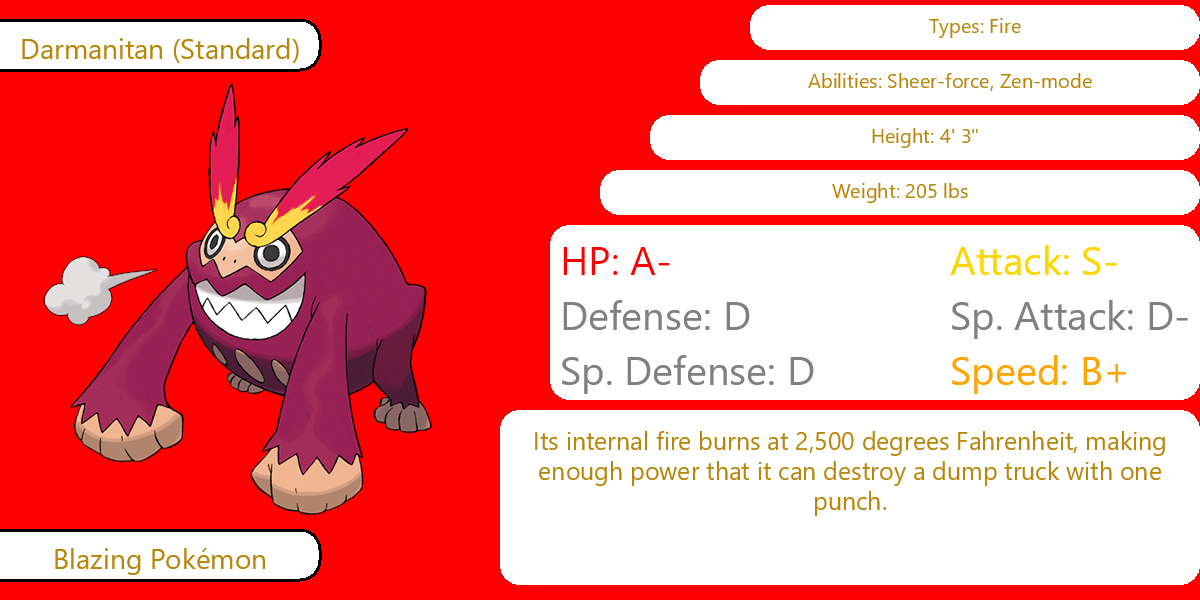 Darmanitan (Standard)
Types: Fire
Abilities: Sheer-force, Zen-mode
Height: 4' 3"
Weight: 205 lbs
HP: A-
Attack: S-
Defense: D
Sp. Attack: D-
Sp. Defense: D
Speed: B+
Its internal fire burns at 2,500 degrees Fahrenheit, making
enough power that it can destroy a dump truck with one
punch.
Blazing Pokémon